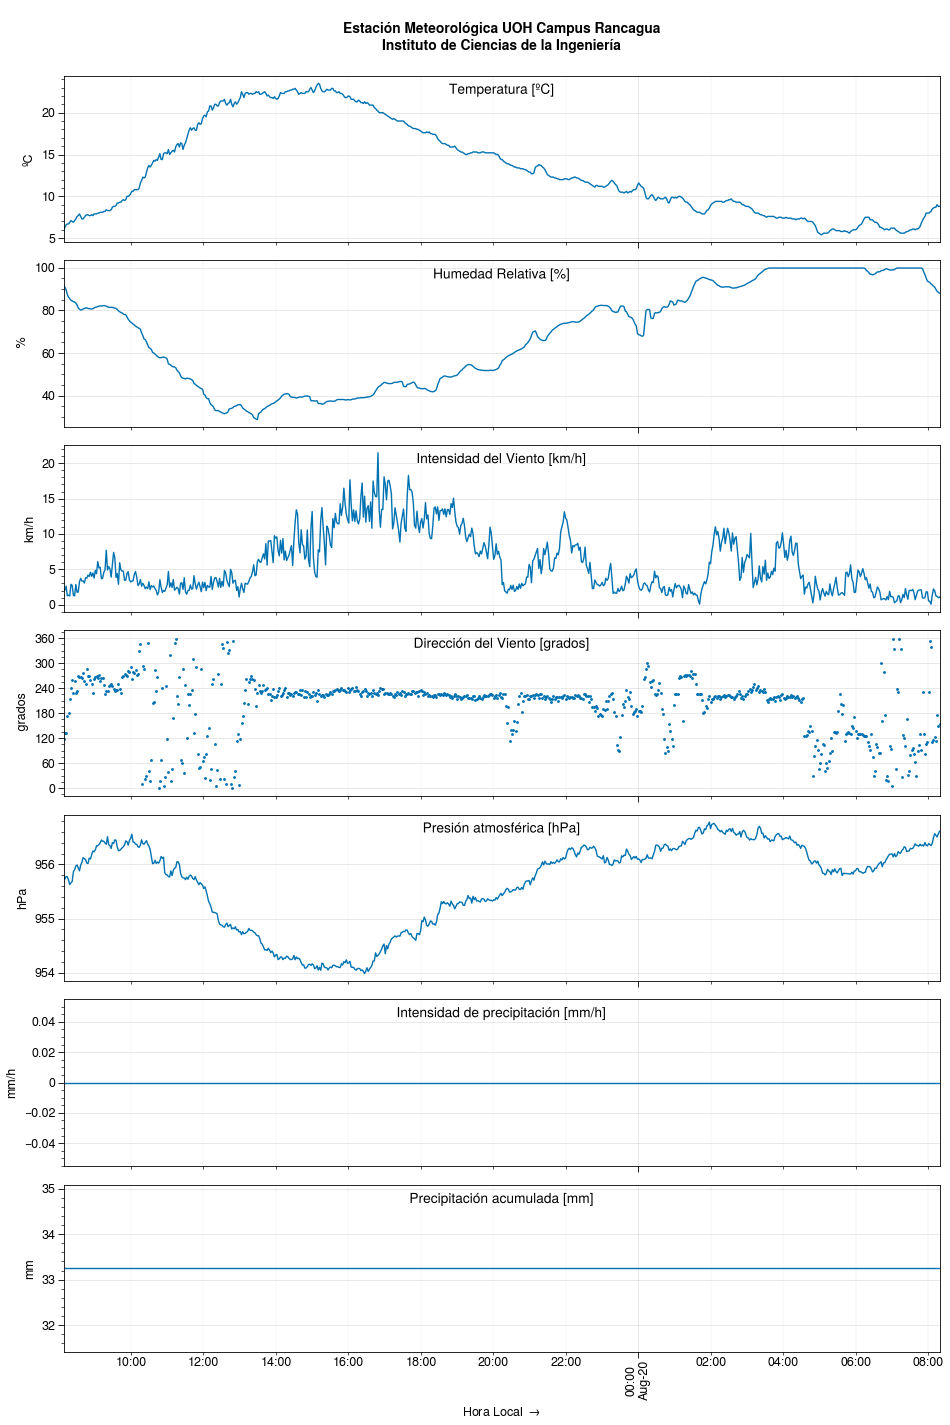 Estación Meteorológica UOH Campus Rancagua
Instituto de Ciencias de la Ingeniería
Temperatura [ºC]
ºC
20
15
10
5
Humedad Relativa [%]
%
100
80
60
40
Intensidad del Viento [km/h]
km/h
20
15
10
5
0
Dirección del Viento [grados]
grados
360
300
240
180
120
60
0
Presión atmosférica [hPa]
hPa
956
955
954
Intensidad de precipitación [mm/h]
mm/h
0.04
0.02
0
−0.02
−0.04
Precipitación acumulada [mm]
mm
35
34
33
32
10:00 12:00 14:00 16:00 18:00 20:00 22:00 00:00 02:00 04:00 06:00 08:00
Aug-20
Hora Local →